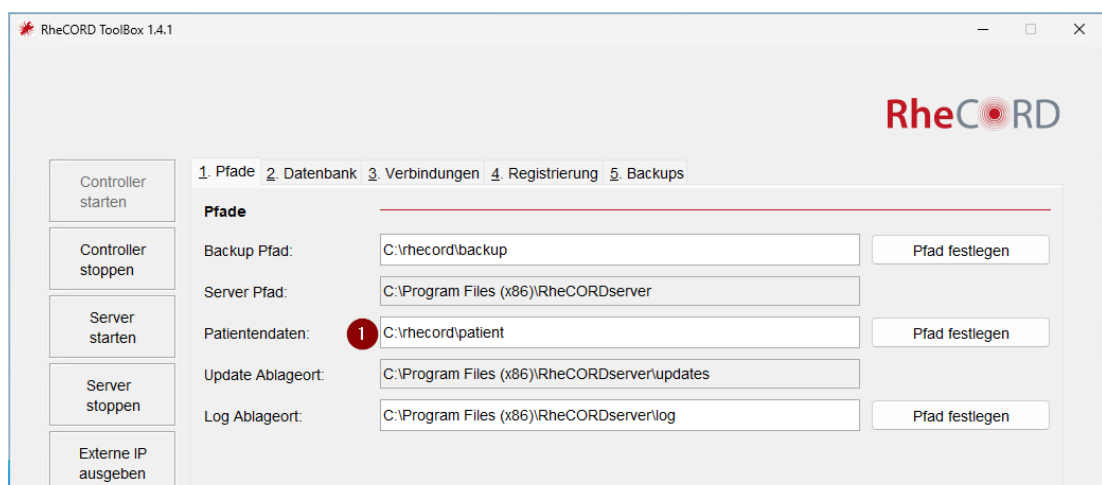 RheCORD ToolBox 1.4.1
RheCORD
Controller
starten
Controller
stoppen
Server
starten
Server
stoppen
Externe IP
ausgeben
1. Pfade 2. Datenbank 3. Verbindungen 4. Registrierung 5. Backups
Pfade
Backup Pfad: C:\rhecord\backup Pfad festlegen
Server Pfad: C:\Program Files (x86)\RheCORDserver
Patientendaten: 1 C:\rhecord\patient Pfad festlegen
Update Ablageort: C:\Program Files (x86)\RheCORDserver\updates
Log Ablageort: C:\Program Files (x86)\RheCORDserver\log Pfad festlegen